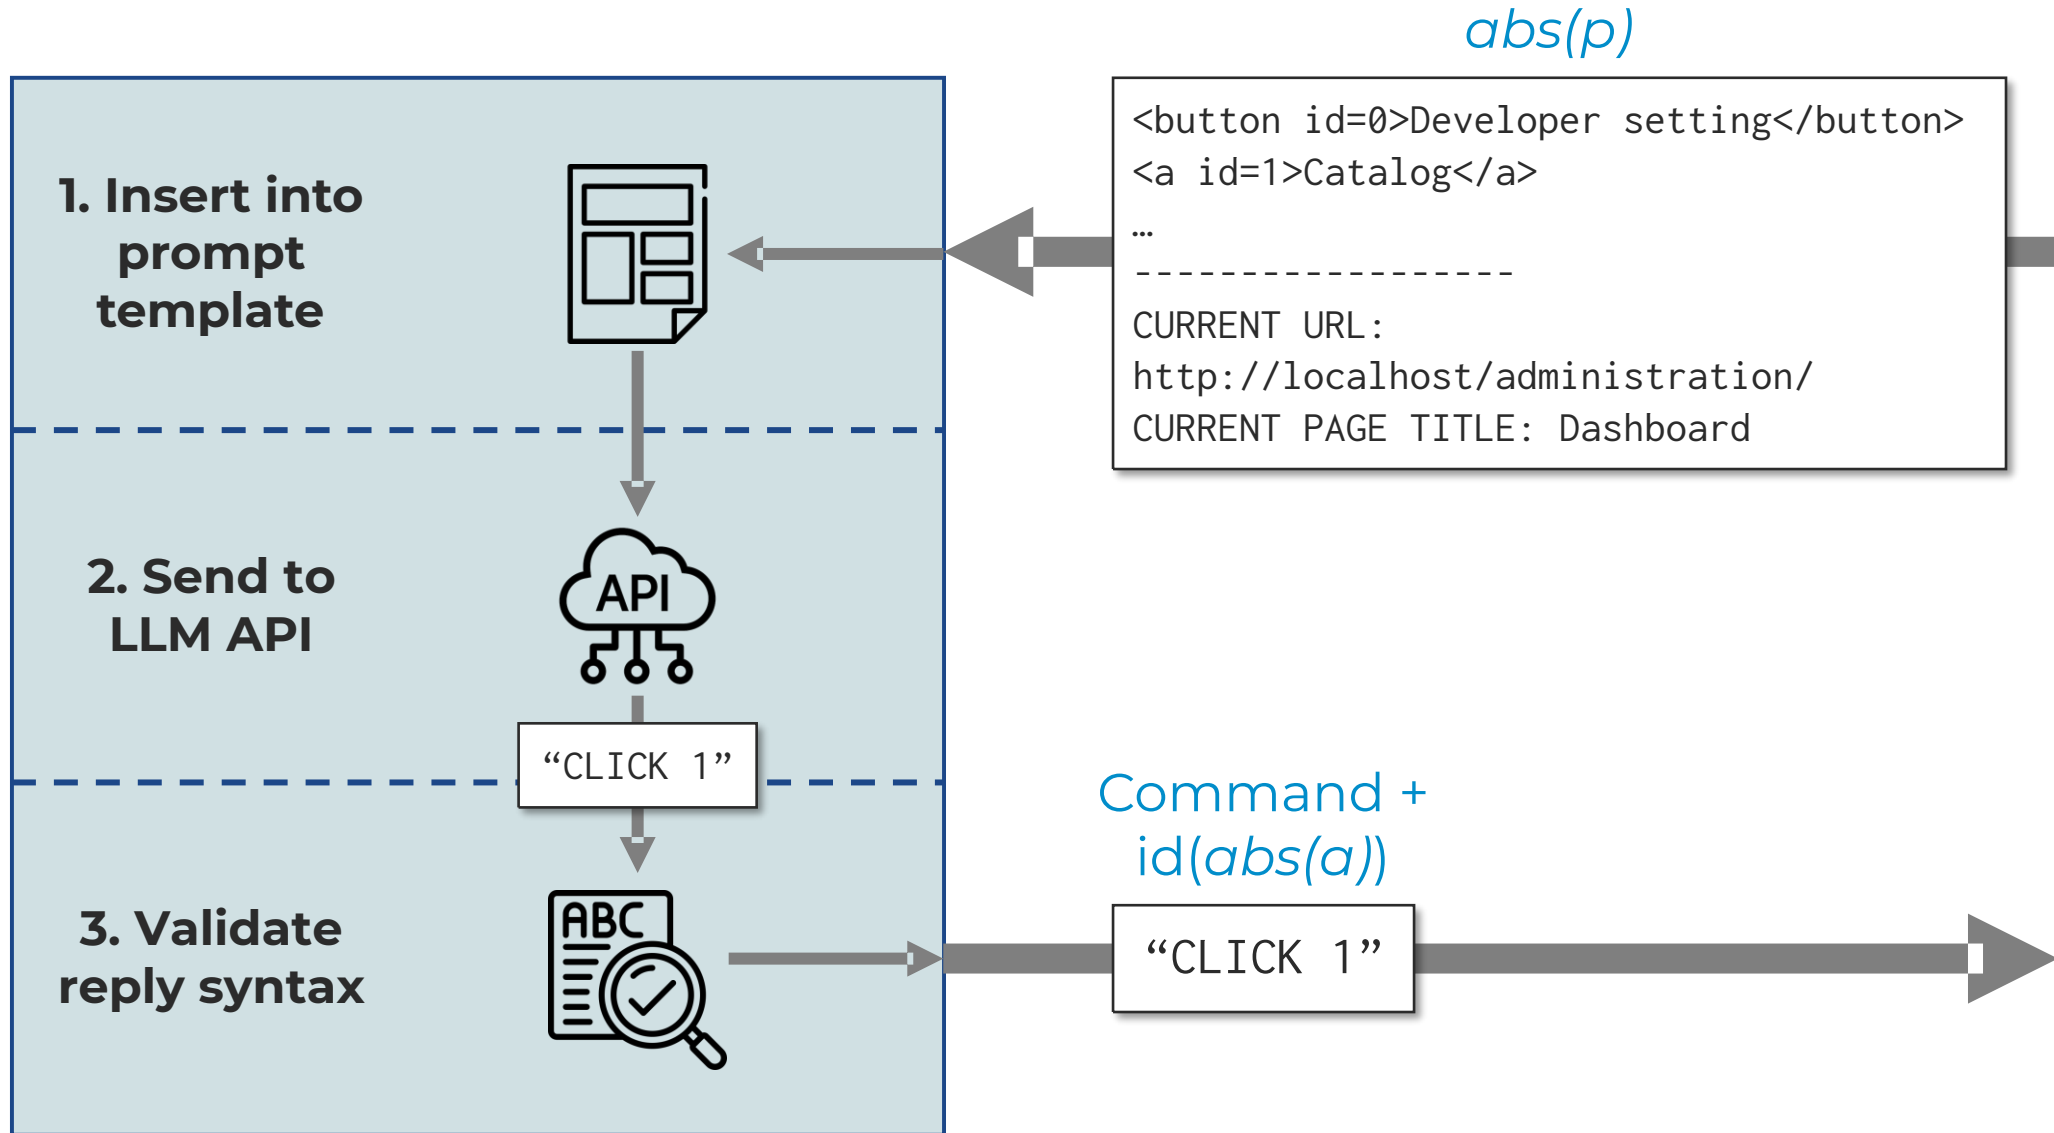 abs(p)
<button id=0>Developer setting</button>
<a id=1>Catalog</a>
…
------------------
CURRENT URL:
http://localhost/administration/
CURRENT PAGE TITLE: Dashboard
1. Insert into
prompt
template
2. Send to
LLM API
API
“CLICK 1”
3. Validate
reply syntax
ABC
Command +
id(abs(a))
“CLICK 1”